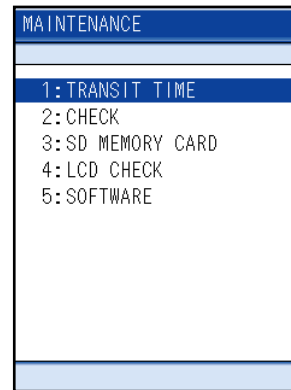 MAINTENANCE
1:TRANSIT TIME
2:CHECK
3:SD MEMORY CARD
4:LCD CHECK
5:SOFTWARE